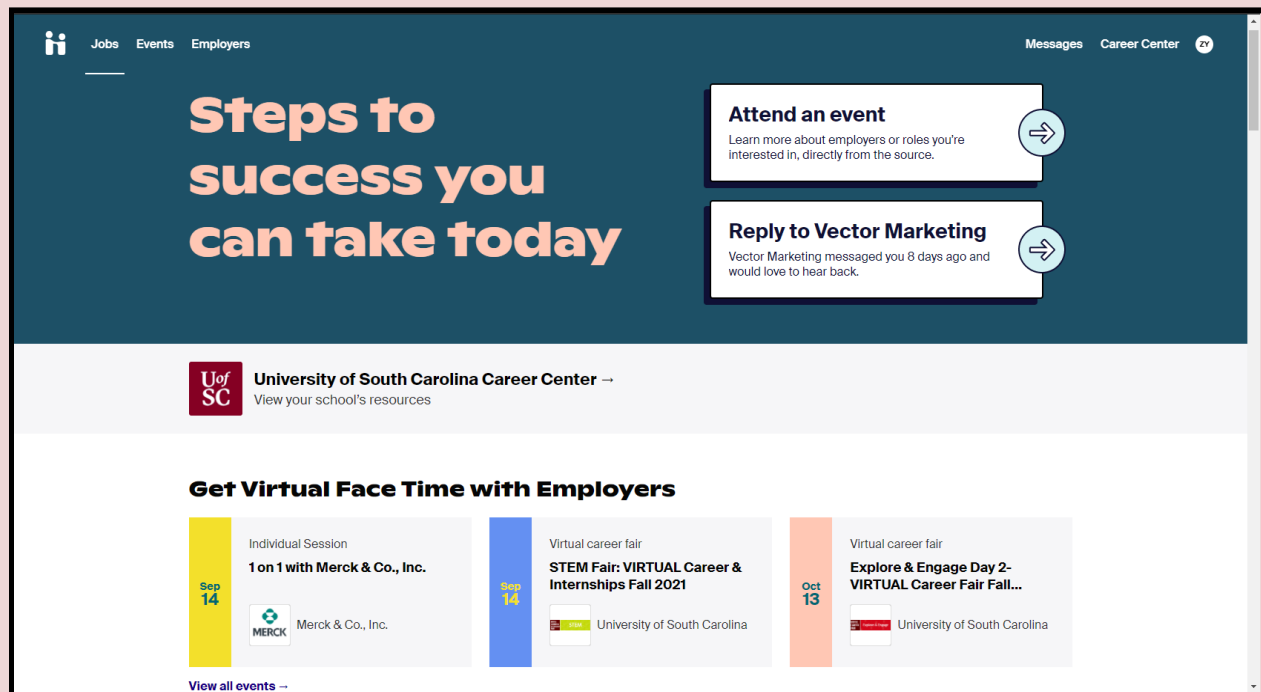 Jobs Events Employers
Messages Career Center ZY
Steps to
success you
can take today
Attend an event
Learn more about employers or roles you're
interested in, directly from the source.
Reply to Vector Marketing
Vector Marketing messaged you 8 days ago and
would love to hear back.
UofSC
University of South Carolina Career Center →
View your school's resources
Get Virtual Face Time with Employers
Sep
14
Individual Session
1 on 1 with Merck & Co., Inc.
MERCK
Merck & Co., Inc.
Sep
14
Virtual career fair
STEM Fair: VIRTUAL Career &
Internships Fall 2021
University of South Carolina
Oct
13
Virtual career fair
Explore & Engage Day 2-
VIRTUAL Career Fair Fall...
University of South Carolina
View all events →